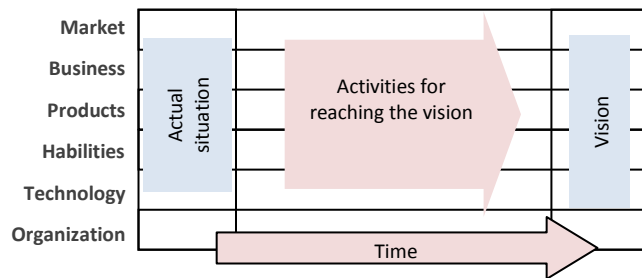 Market
Business
Products
Habilities
Technology
Organization
Actual
situation
Activities for
reaching the vision
Vision
Time